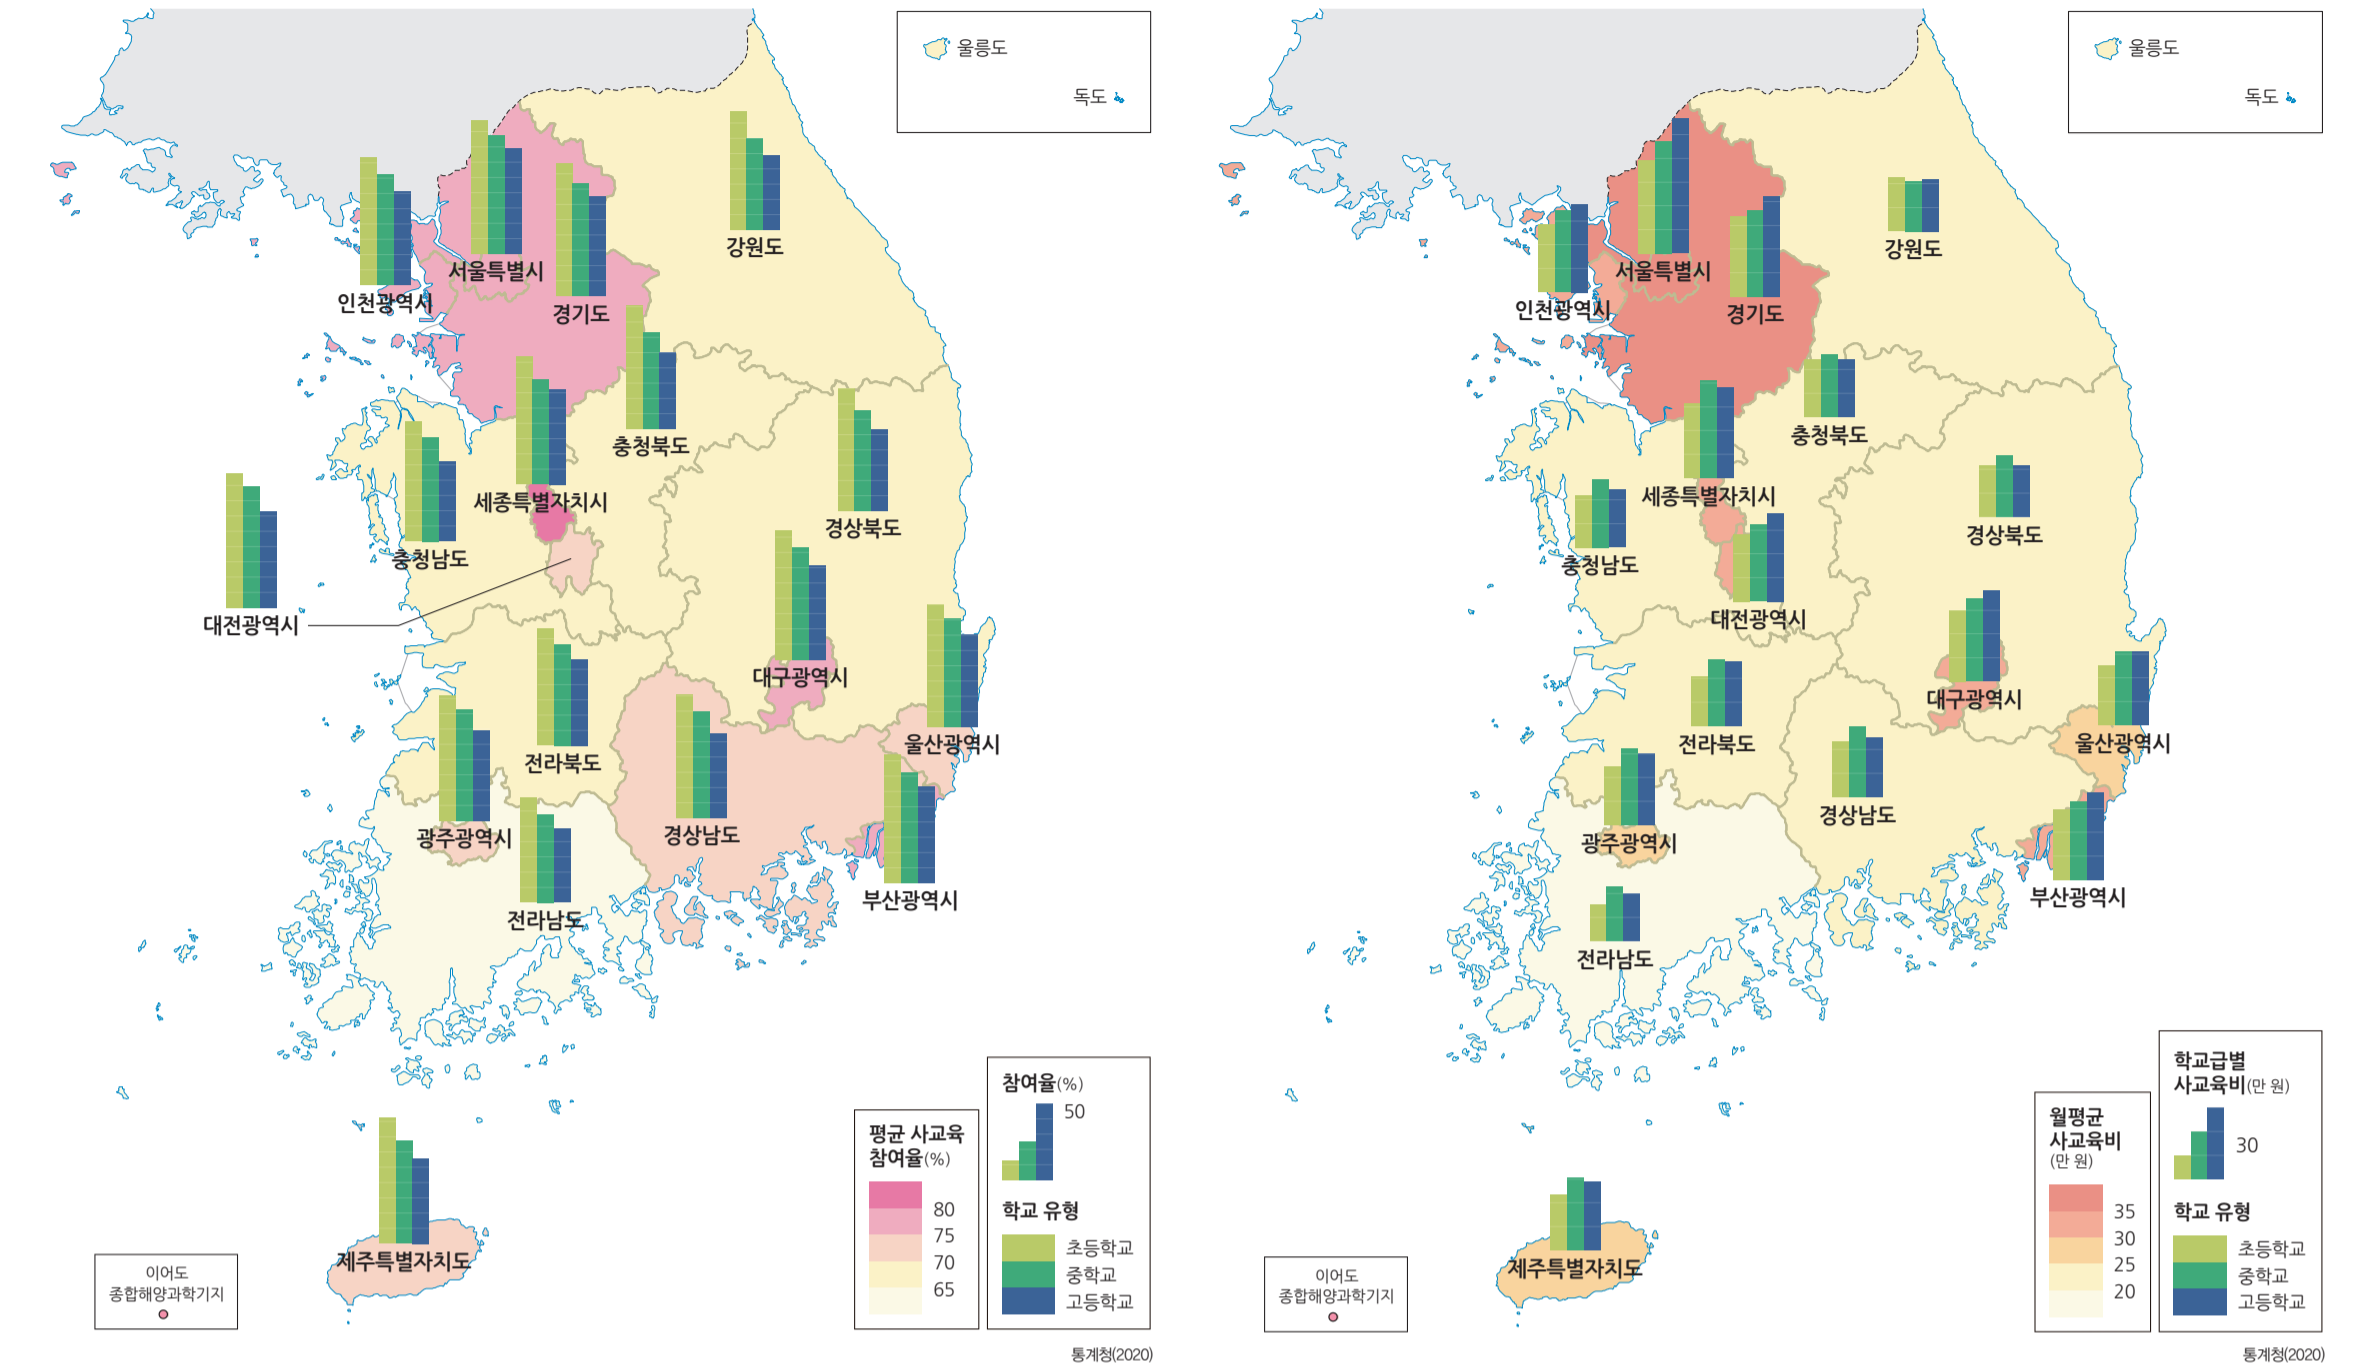 울릉도
독도
강원도
서울특별시
인천광역시
경기도
충청북도
세종특별자치시
경상북도
충청남도
대전광역시
대구광역시
울산광역시
전라북도
광주광역시
경상남도
부산광역시
전라남도
제주특별자치도
이어도
종합해양과학기지
평균 사교육
참여율(%)
80
75
70
65
참여율(%)
50
학교 유형
초등학교
중학교
고등학교
통계청(2020)
울릉도
독도
강원도
서울특별시
인천광역시
경기도
충청북도
세종특별자치시
경상북도
충청남도
대전광역시
대구광역시
울산광역시
전라북도
경상남도
광주광역시
부산광역시
전라남도
제주특별자치도
이어도
종합해양과학기지
월평균
사교육비
(만 원)
35
30
25
20
학교급별
사교육비(만 원)
30
학교 유형
초등학교
중학교
고등학교
통계청(2020)